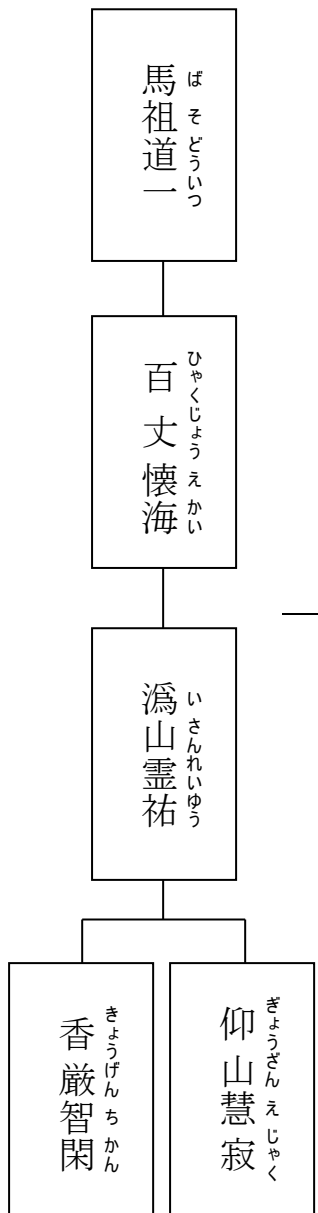 馬祖道一
ばそどういつ
百丈懐海
ひゃくじょうえかい
潙山霊祐
いさんれいゆう
仰山慧寂
ぎょうざんえじゃく
香厳智閑
きょうげんちかん